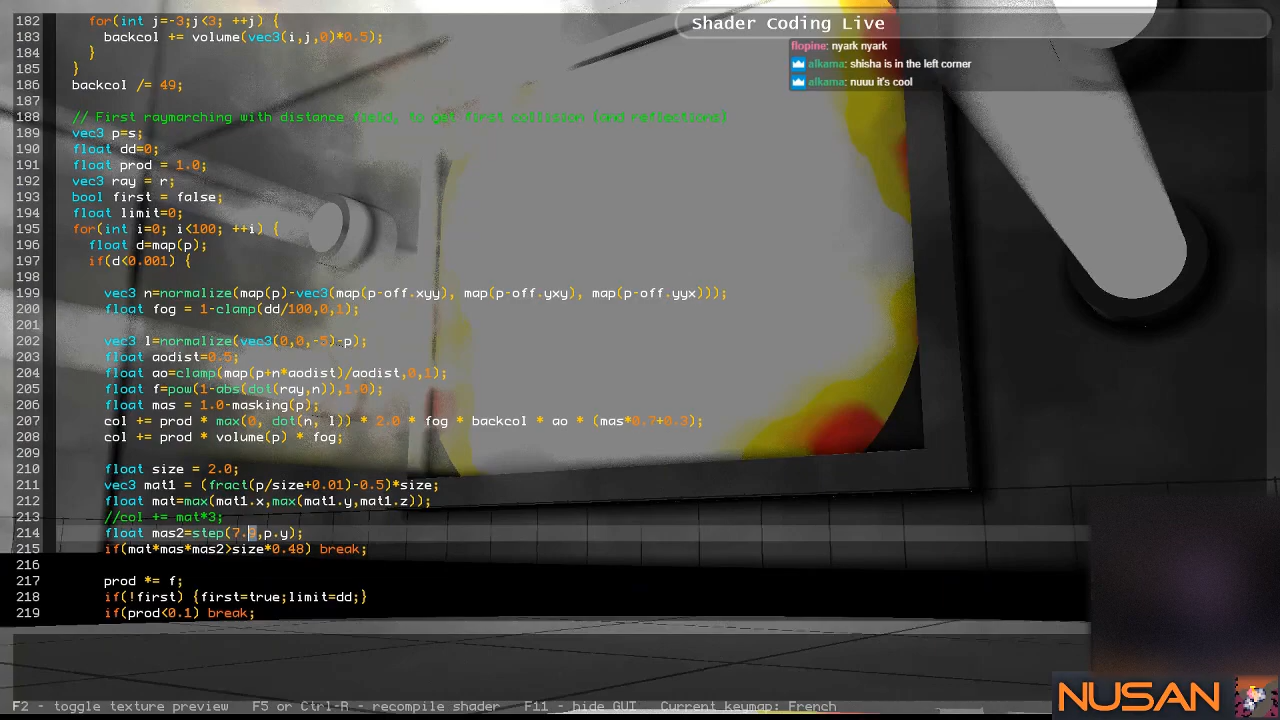 Shader Coding Live
flopine: nyark nyark
alkama: shisha is in the left corner
alkama: nuuu it's cool
182 for(int j=-3;j<3; ++j) {
183 backcol += volume(vec3(i,j,0)*0.5);
184 }
185 }
186 backcol /= 49;
187
188 // First raymarching with distance field, to get first collision (and reflections)
189 vec3 p=s;
190 float dd=0;
191 float prod = 1.0;
192 vec3 ray = r;
193 bool first = false;
194 float limit=0;
195 for(int i=0; i<100; ++i) {
196 float d=map(p);
197 if(d<0.001) {
198
199 vec3 n=normalize(map(p)-vec3(map(p-off.xyy), map(p-off.yxy), map(p-off.yyx)));
200 float fog = 1-clamp(dd/100,0,1);
201
202 vec3 l=normalize(vec3(0,0,-5)-p);
203 float aodist=0.5;
204 float ao=clamp(map(p+n*aodist)/aodist,0,1);
205 float f=pow(1-abs(dot(ray,n)),1.0);
206 float mas = 1.0-masking(p);
207 col += prod * max(0, dot(n, l)) * 2.0 * fog * backcol * ao * (mas*0.7+0.3);
208 col += prod * volume(p) * fog;
209
210 float size = 2.0;
211 vec3 mat1 = (fract(p/size+0.01)-0.5)*size;
212 float mat=max(mat1.x,max(mat1.y,mat1.z));
213 //col += mat*3;
214 float mas2=step(7.9,p.y);
215 if(mat*mas*mas2>size*0.48) break;
216
217 prod *= f;
218 if(!first) {first=true;limit=dd;}
219 if(prod<0.1) break;
F2 - toggle texture preview F5 or Ctrl-R - recompile shader F11 - hide GUI Current keymap: French
NUSAN